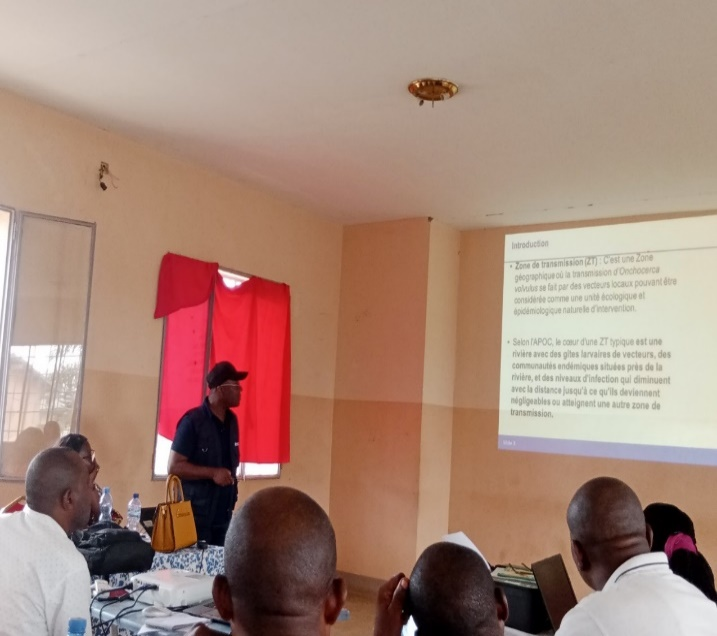 Introduction
• Zone de transmission (ZT) : C'est une Zone
géographique où la transmission d'Onchocerca
volvulus se fait par des vecteurs locaux pouvant être
considérée comme une unité écologique et
épidémiologique naturelle d'intervention.
• Selon l'APOC, le cœur d'une ZT typique est une
rivière avec des gîtes larvaires de vecteurs, des
communautés endémiques situées près de la
rivière, et des niveaux d'infection qui diminuent
avec la distance jusqu'à ce qu'ils deviennent
négligeables ou atteignent une autre zone de
transmission.